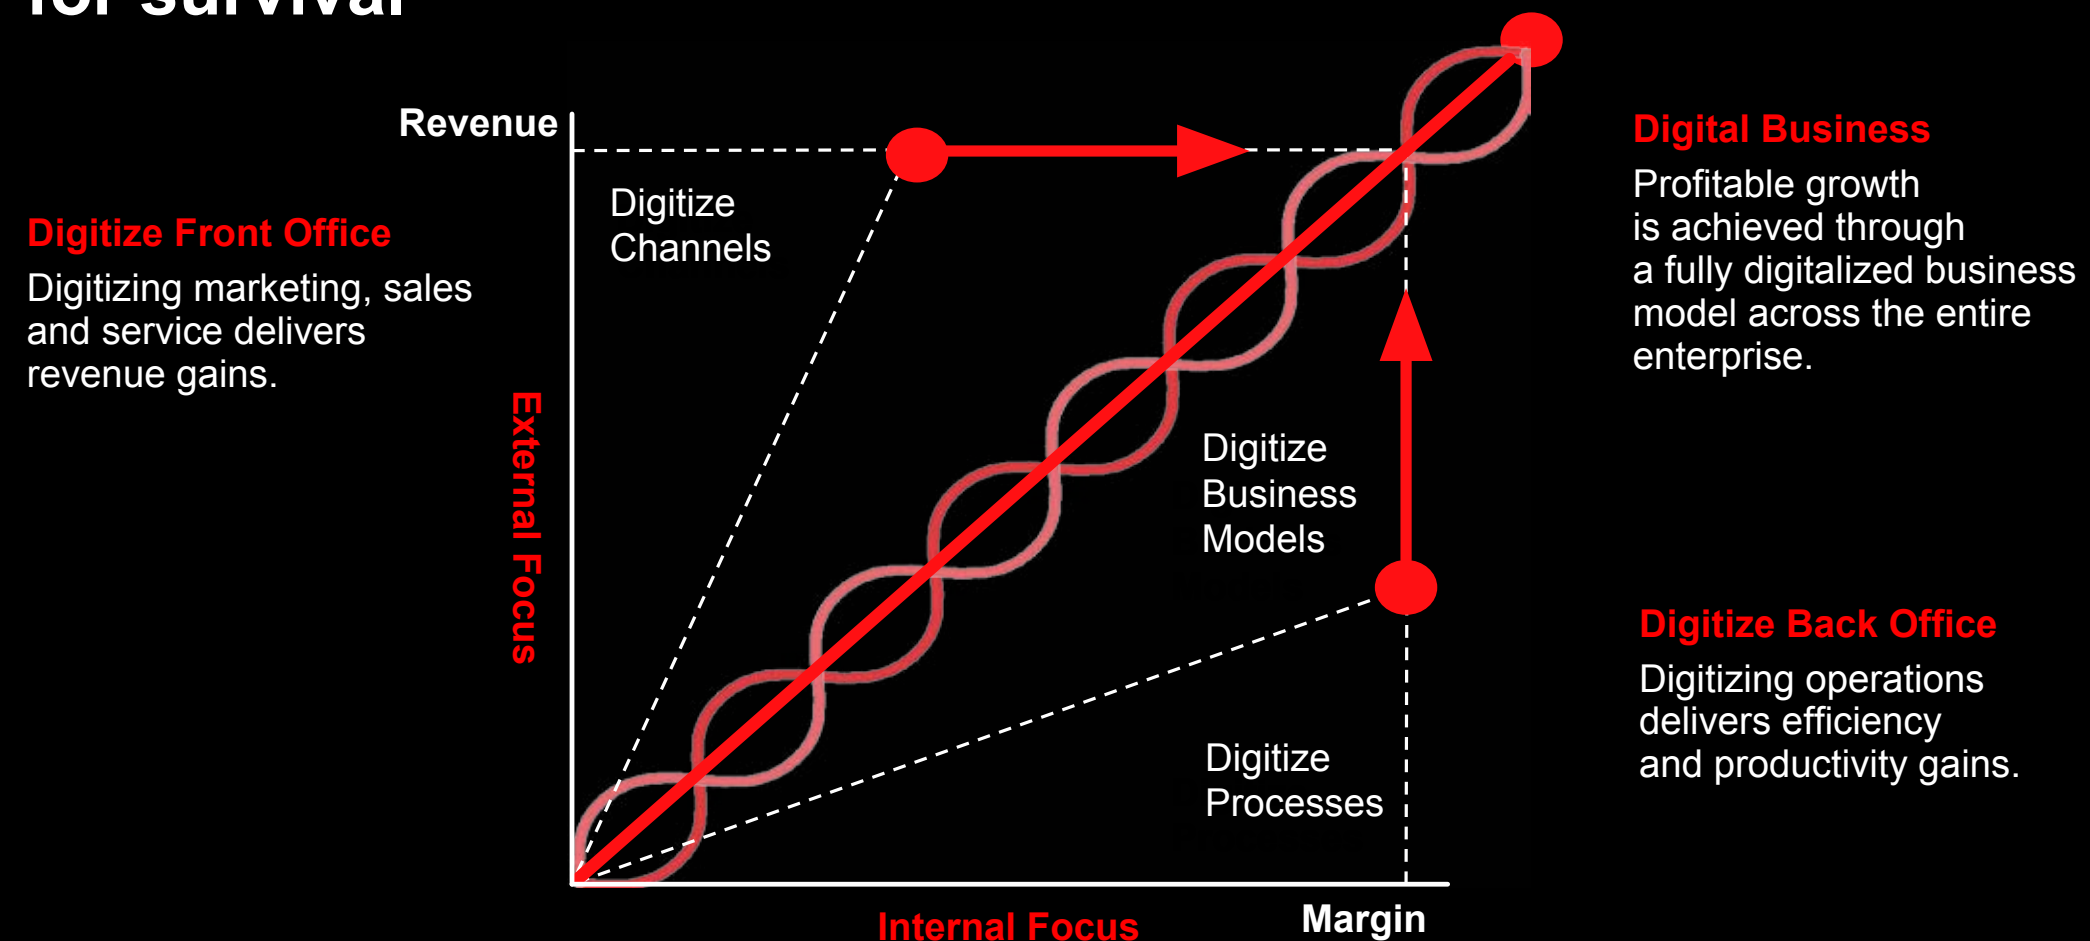 for survival
Revenue
Digitize
Channels
Digitize Front Office
Digitizing marketing, sales
and service delivers
revenue gains.
External Focus
Digital Business
Profitable growth
is achieved through
a fully digitalized business
model across the entire
enterprise.
Digitize
Business
Models
Digitize Back Office
Digitizing operations
delivers efficiency
and productivity gains.
Digitize
Processes
Internal Focus
Margin